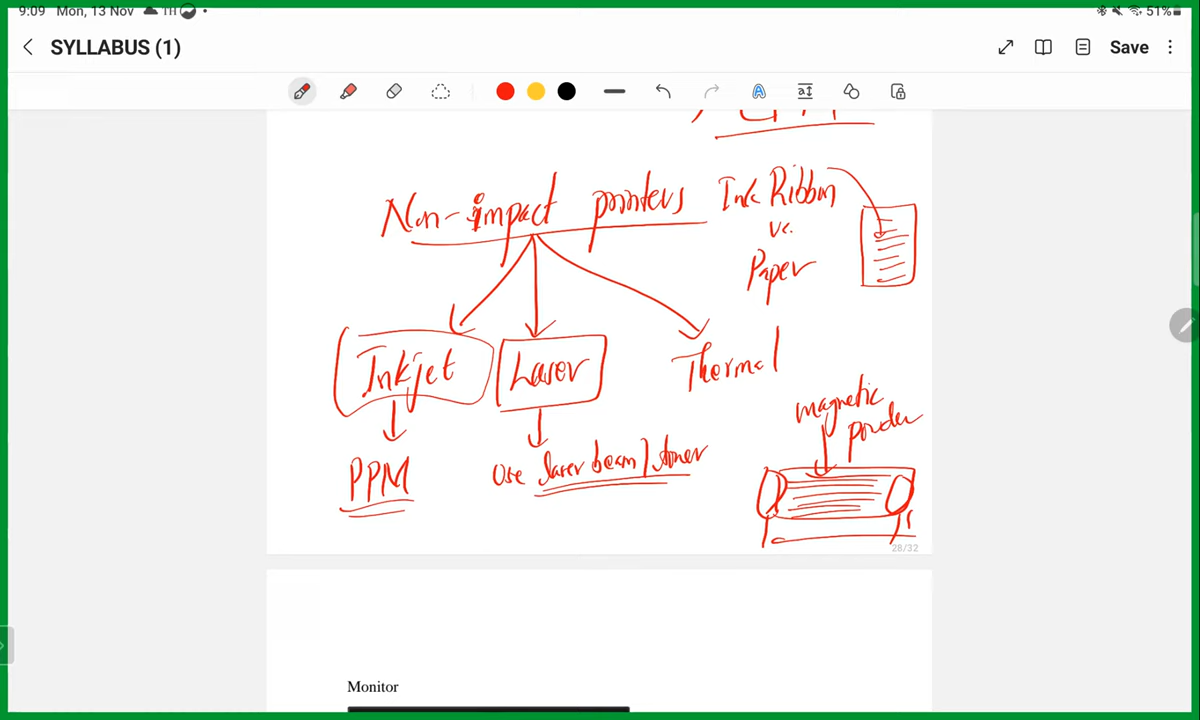 9:09 Mon, 13 Nov TH
51%
SYLLABUS (1)
Save
Non-impact printers
Ink Ribbon
vs.
Paper
Inkjet
Laser
Thermal
PPM
use laser beam / toner
magnetic
powder
28/32
Monitor